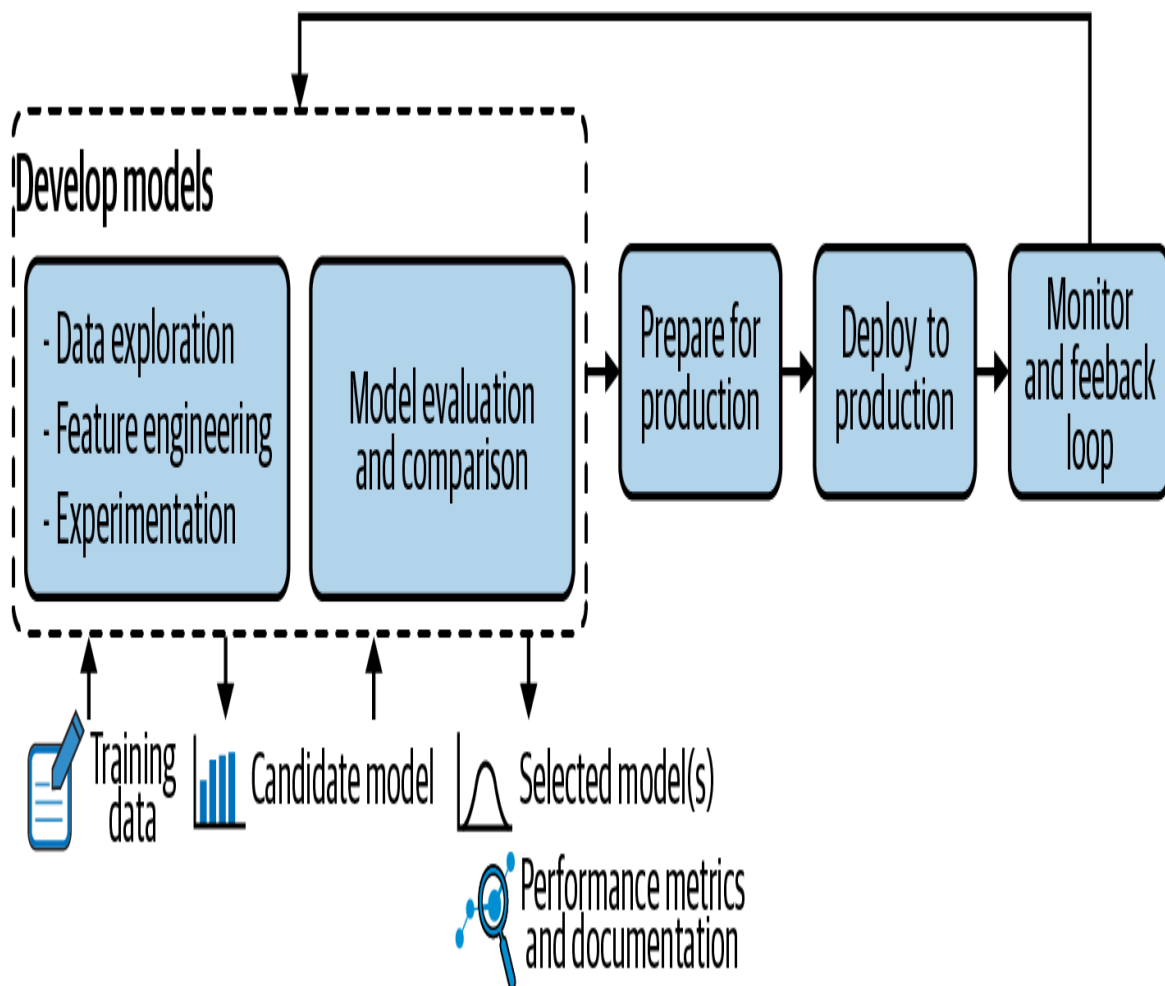 Develop models
- Data exploration
- Feature engineering
- Experimentation
Model evaluation
and comparison
Prepare for
production
Deploy to
production
Monitor
and feeback
loop
Training
data
Candidate model
Selected model(s)
Performance metrics
and documentation